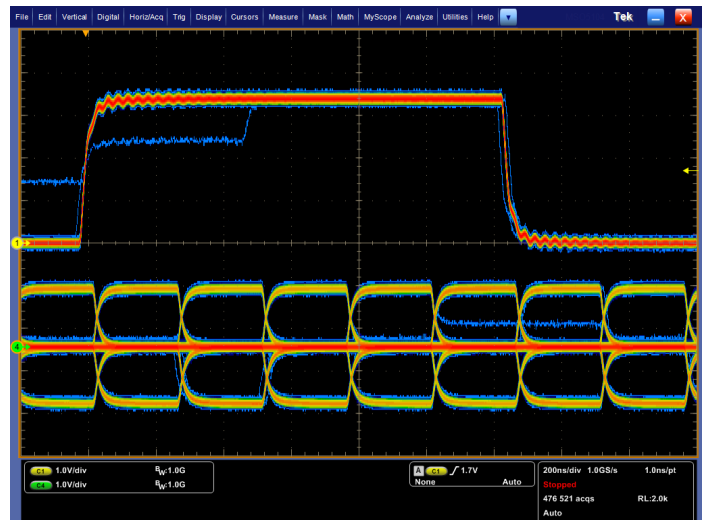 File Edit Vertical Digital Horiz/Acq Trig Display Cursors Measure Mask Math MyScope Analyze Utilities Help Tek X
1
4
C1 1.0V/div BW:1.0G
C4 1.0V/div BW:1.0G
A C1 / 1.7V
None Auto
200ns/div 1.0GS/s 1.0ns/pt
Stopped
476 521 acqs RL:2.0k
Auto